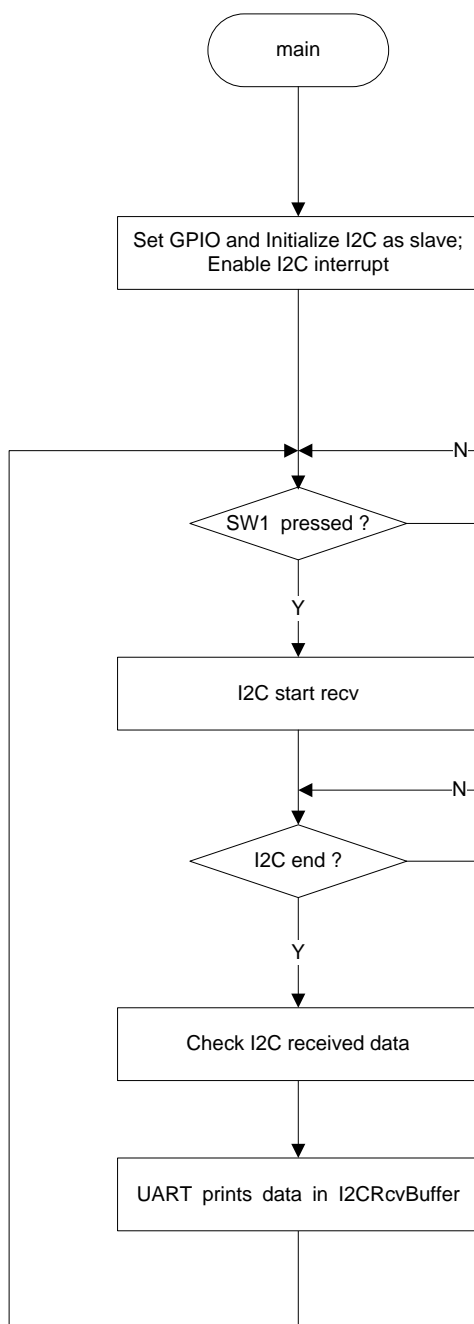 main
Set GPIO and Initialize I2C as slave;
Enable I2C interrupt
N
SW1 pressed ?
Y
I2C start recv
N
I2C end ?
Y
Check I2C received data
UART prints data in I2CRcvBuffer